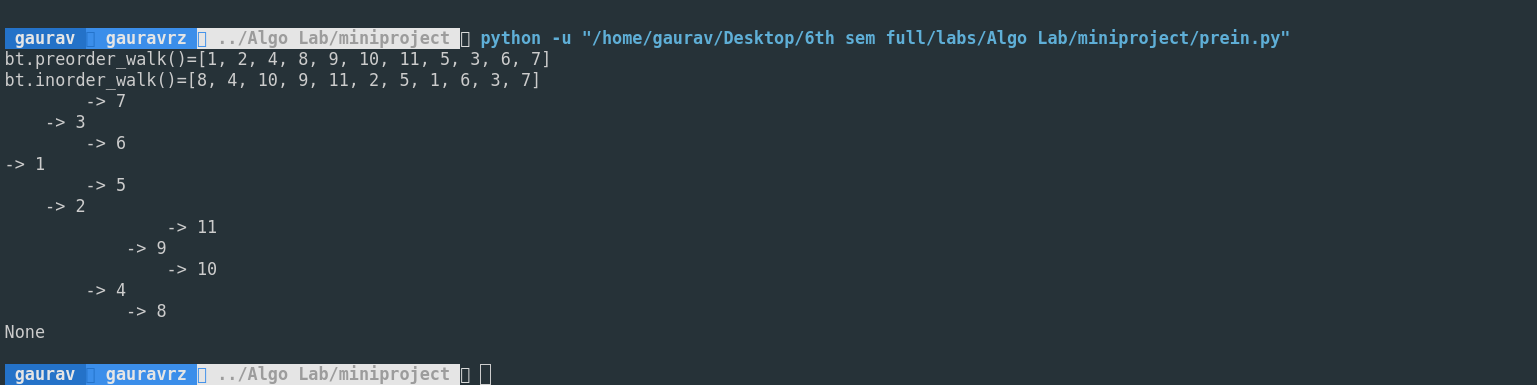 gaurav  gauravrz  ../Algo Lab/miniproject  python -u "/home/gaurav/Desktop/6th sem full/labs/Algo Lab/miniproject/prein.py"
bt.preorder_walk()=[1, 2, 4, 8, 9, 10, 11, 5, 3, 6, 7]
bt.inorder_walk()=[8, 4, 10, 9, 11, 2, 5, 1, 6, 3, 7]
        -> 7
    -> 3
        -> 6
-> 1
        -> 5
    -> 2
                -> 11
            -> 9
                -> 10
        -> 4
            -> 8
None
gaurav  gauravrz  ../Algo Lab/miniproject